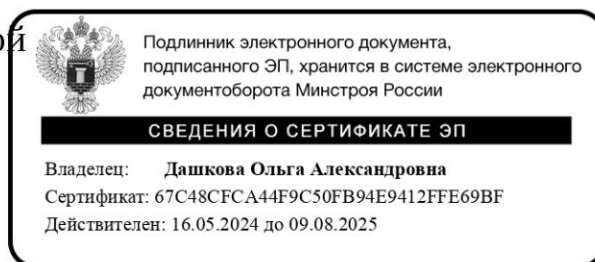 ой
Подлинник электронного документа,
подписанного ЭП, хранится в системе электронного
документооборота Минстроя России
СВЕДЕНИЯ О СЕРТИФИКАТЕ ЭП
Владелец: Дашкова Ольга Александровна
Сертификат: 67C48CFCA44F9C50FB94E9412FFE69BF
Действителен: 16.05.2024 до 09.08.2025